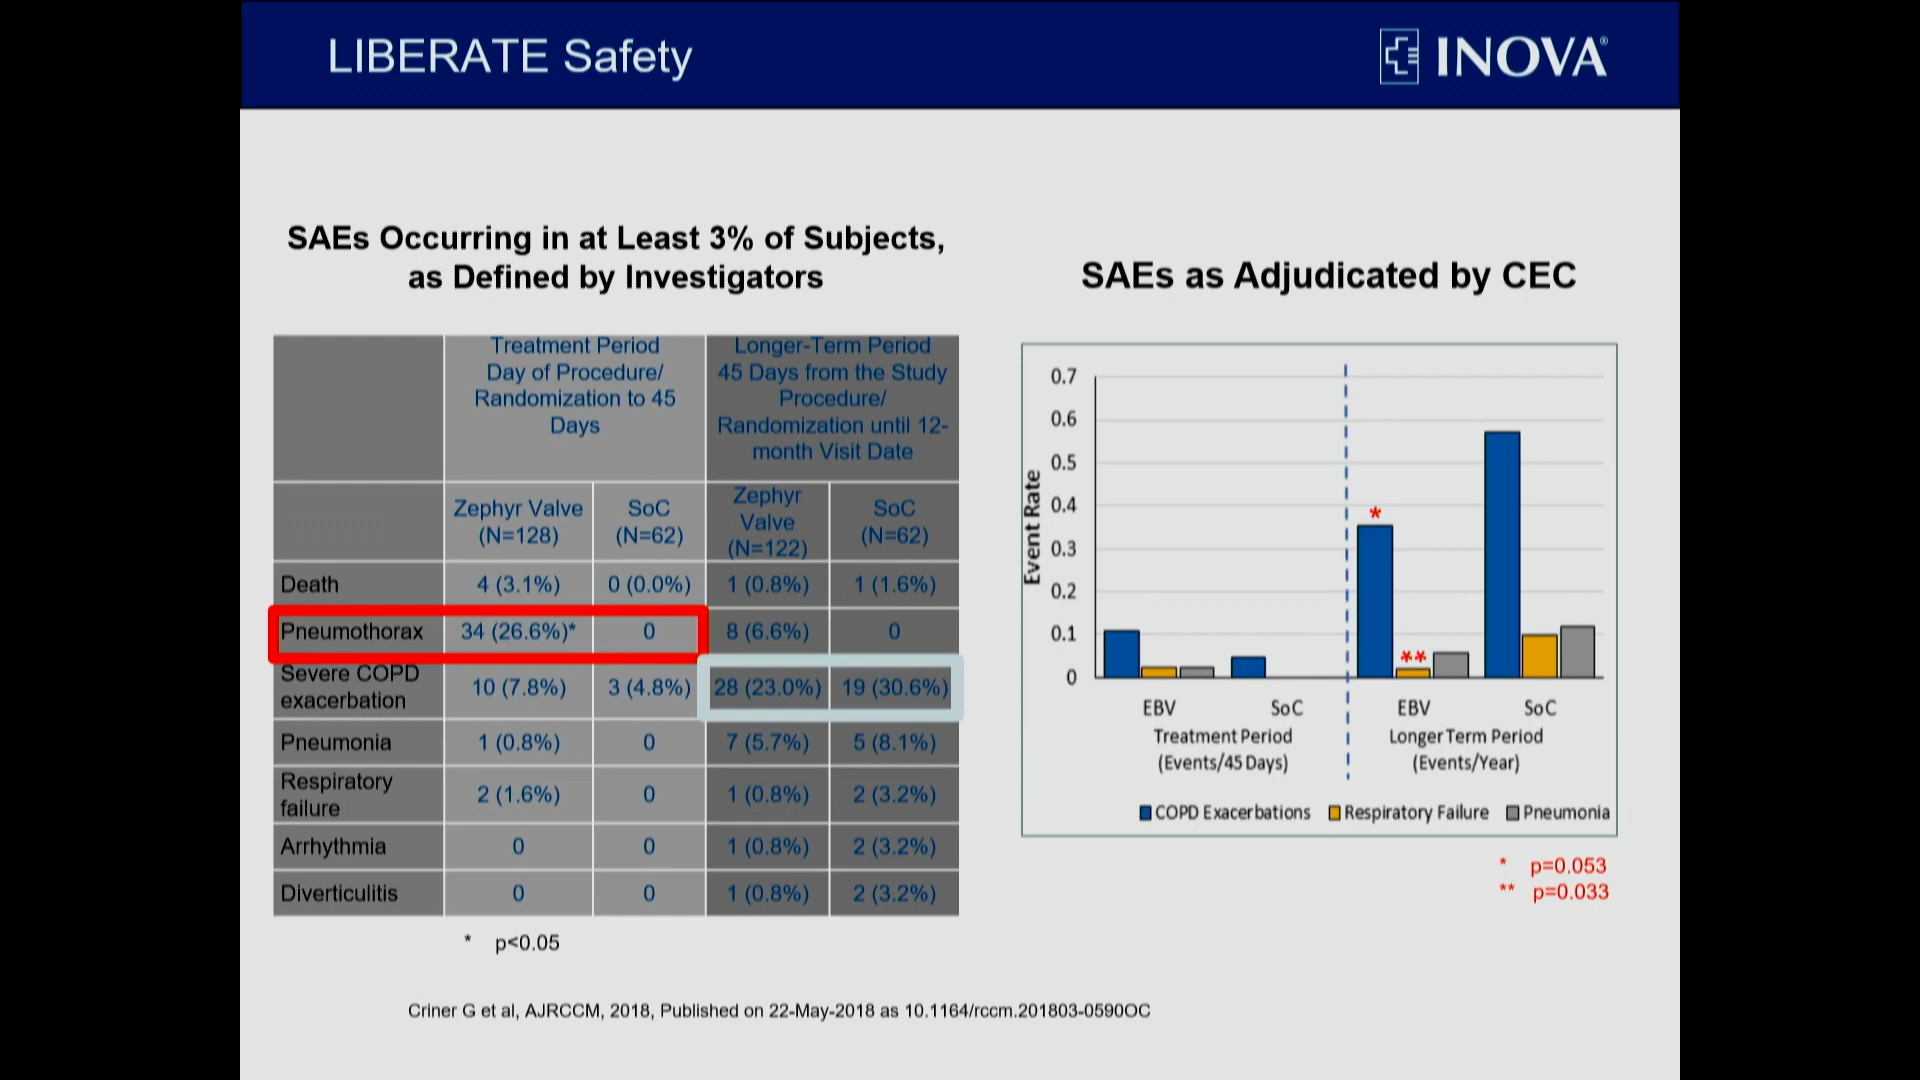 LIBERATE Safety
INOVA®
SAEs Occurring in at Least 3% of Subjects,
as Defined by Investigators
Treatment Period
Day of Procedure/
Randomization to 45
Days
Longer-Term Period
45 Days from the Study
Procedure/
Randomization until 12-
month Visit Date
Zephyr Valve
(N=128)
SoC
(N=62)
Zephyr
Valve
(N=122)
SoC
(N=62)
Death 4 (3.1%) 0 (0.0%) 1 (0.8%) 1 (1.6%)
Pneumothorax 34 (26.6%)* 0 8 (6.6%) 0
Severe COPD
exacerbation 10 (7.8%) 3 (4.8%) 28 (23.0%) 19 (30.6%)
Pneumonia 1 (0.8%) 0 7 (5.7%) 5 (8.1%)
Respiratory
failure 2 (1.6%) 0 1 (0.8%) 2 (3.2%)
Arrhythmia 0 0 1 (0.8%) 2 (3.2%)
Diverticulitis 0 0 1 (0.8%) 2 (3.2%)
* p<0.05
SAEs as Adjudicated by CEC
Event Rate
0.7
0.6
0.5
0.4
0.3
0.2
0.1
0
*
**
EBV SoC EBV SoC
Treatment Period Longer Term Period
(Events/45 Days) (Events/Year)
COPD Exacerbations Respiratory Failure Pneumonia
* p=0.053
** p=0.033
Criner G et al, AJRCCM, 2018, Published on 22-May-2018 as 10.1164/rccm.201803-0590OC